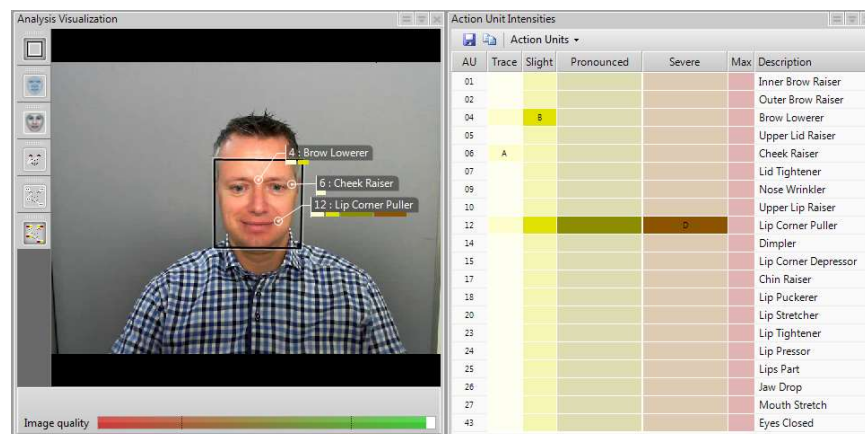 Analysis Visualization
4 : Brow Lowerer
6 : Cheek Raiser
12 : Lip Corner Puller
Image quality
Action Unit Intensities
Action Units
AU Trace Slight Pronounced Severe Max Description
01 Inner Brow Raiser
02 Outer Brow Raiser
04 B Brow Lowerer
05 Upper Lid Raiser
06 A Cheek Raiser
07 Lid Tightener
09 Nose Wrinkler
10 Upper Lip Raiser
12 D Lip Corner Puller
14 Dimpler
15 Lip Corner Depressor
17 Chin Raiser
18 Lip Puckerer
20 Lip Stretcher
23 Lip Tightener
24 Lip Pressor
25 Lips Part
26 Jaw Drop
27 Mouth Stretch
43 Eyes Closed